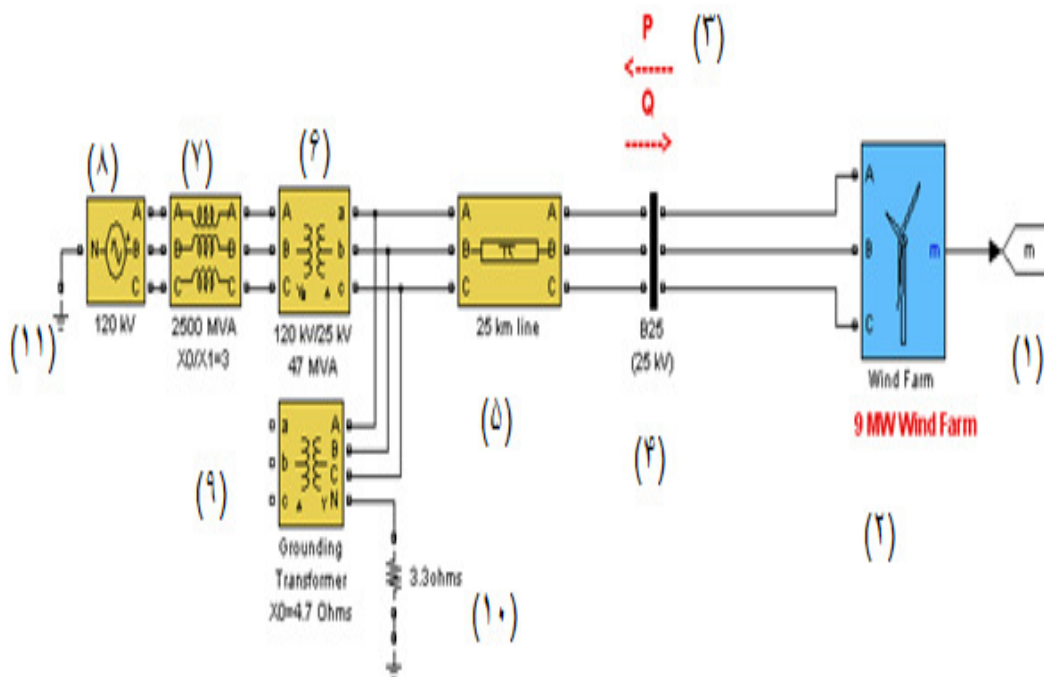 P
(۳)
Q
(۸)
(۷)
(۶)
N
A
B
C
A A
B B
C C
A a
B b
C c
A A
B B
C C
A
B
C
m
m
120 kV
2500 MVA
X0/X1=3
120 kV/25 kV
47 MVA
25 km line
B25
(25 kV)
Wind Farm
9 MW Wind Farm
(۱۱)
(۱)
(۵)
(۴)
(۲)
(۹)
a A
b B
c C
Y N
Grounding
Transformer
X0=4.7 Ohms
3.3ohms
(۱۰)